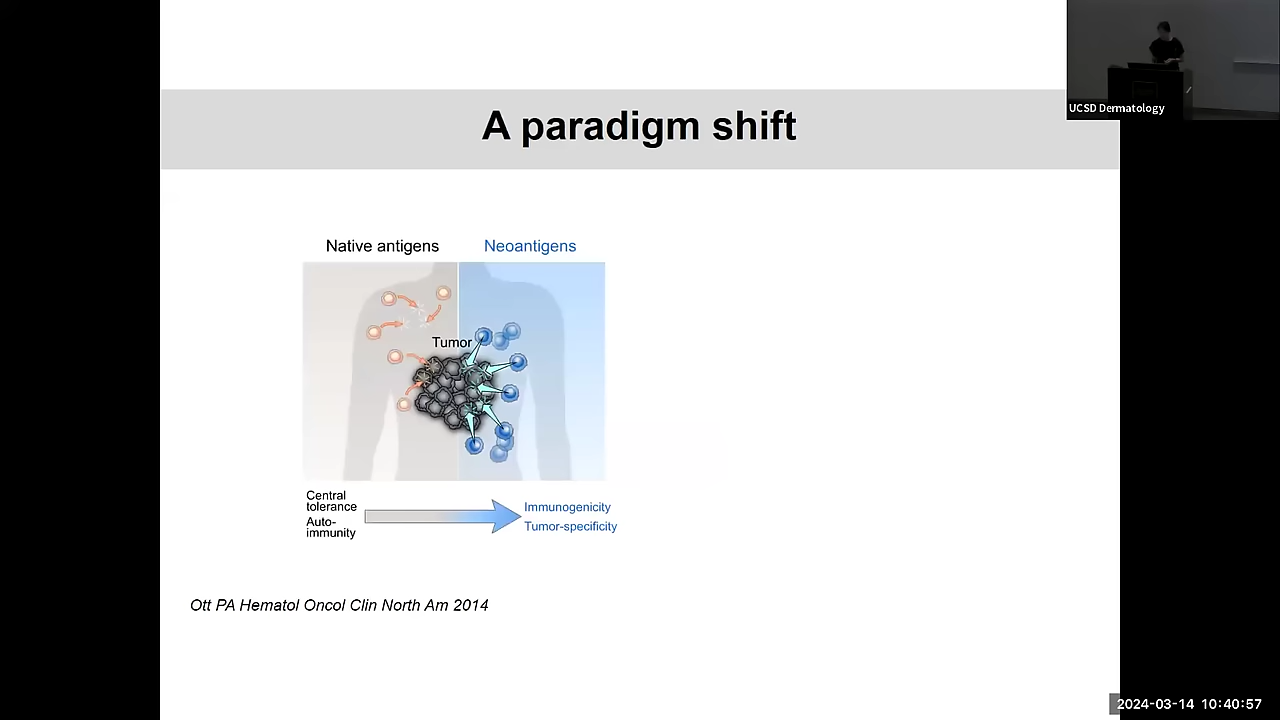 UCSD Dermatology
A paradigm shift
Native antigens
Neoantigens
Tumor
Central
tolerance
Auto-
immunity
Immunogenicity
Tumor-specificity
Ott PA Hematol Oncol Clin North Am 2014
2024-03-14 10:40:57